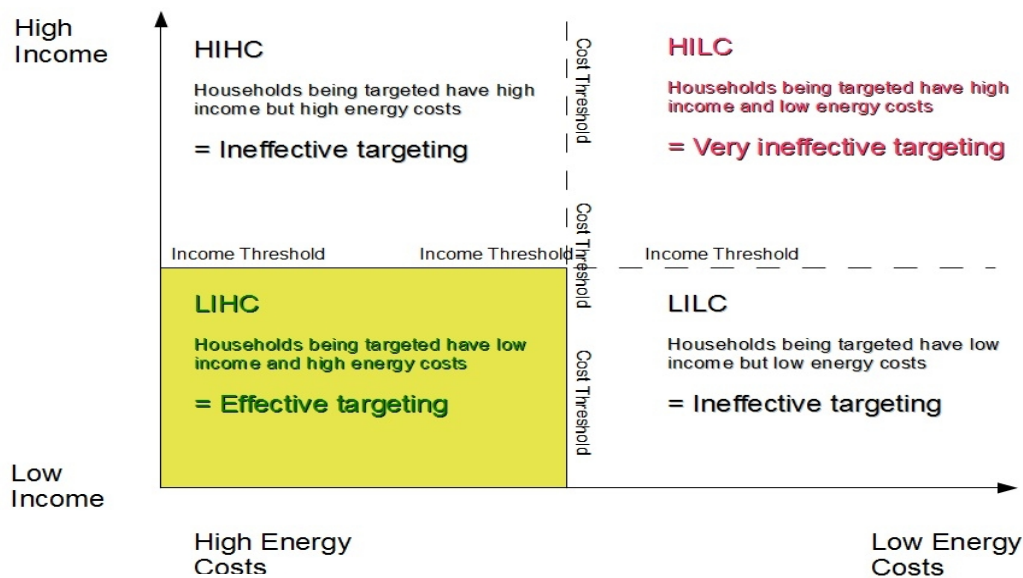 High
Income
HIHC
Households being targeted have high
income but high energy costs
= Ineffective targeting
Cost Threshold
HILC
Households being targeted have high
income and low energy costs
= Very ineffective targeting
Cost Threshold
Income Threshold
Income Threshold
Income Threshold
LIHC
Households being targeted have low
income and high energy costs
= Effective targeting
Cost Threshold
LILC
Households being targeted have low
income but low energy costs
= Ineffective targeting
Low
Income
High Energy
Costs
Low Energy
Costs